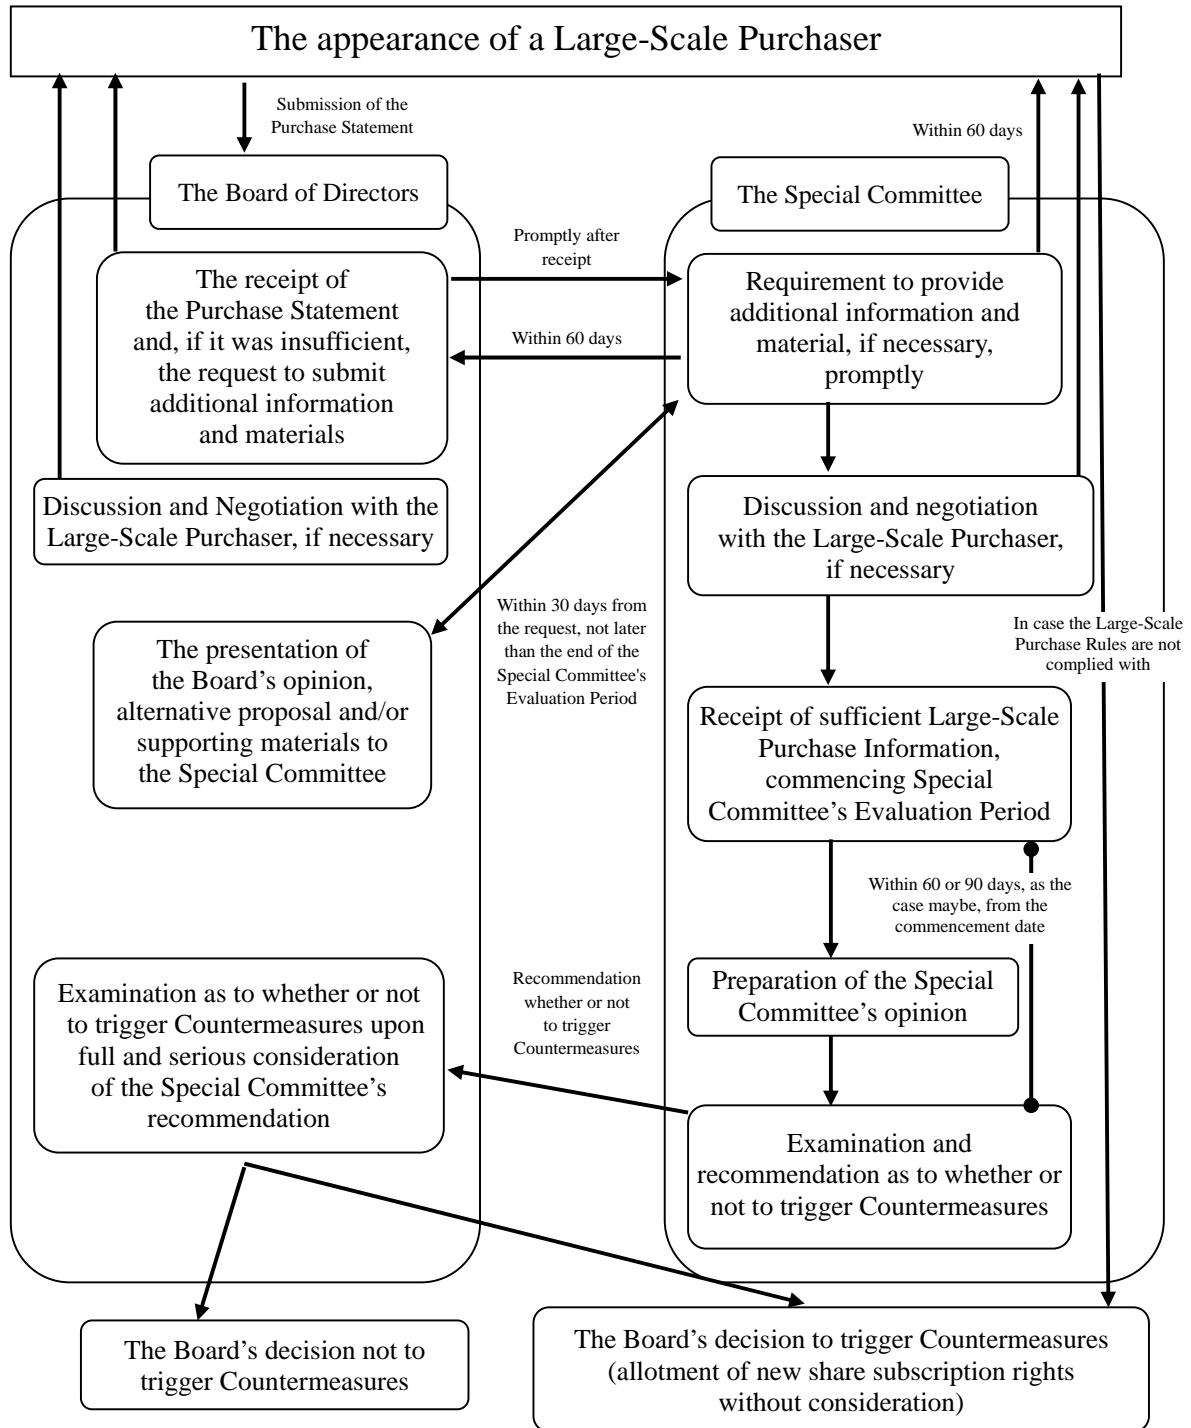 The appearance of a Large-Scale Purchaser
Submission of the
Purchase Statement
Within 60 days
The Board of Directors
The Special Committee
Promptly after
receipt
The receipt of
the Purchase Statement
and, if it was insufficient,
the request to submit
additional information
and materials
Within 60 days
Requirement to provide
additional information and
material, if necessary,
promptly
Discussion and Negotiation with the
Large-Scale Purchaser, if necessary
Discussion and negotiation
with the Large-Scale Purchaser,
if necessary
Within 30 days from
the request, not later
than the end of the
Special Committee's
Evaluation Period
In case the Large-Scale
Purchase Rules are not
complied with
The presentation of
the Board’s opinion,
alternative proposal and/or
supporting materials to
the Special Committee
Receipt of sufficient Large-Scale
Purchase Information,
commencing Special
Committee’s Evaluation Period
Within 60 or 90 days, as the
case maybe, from the
commencement date
Preparation of the Special
Committee’s opinion
Examination as to whether or not
to trigger Countermeasures upon
full and serious consideration
of the Special Committee’s
recommendation
Recommendation
whether or not
to trigger
Countermeasures
Examination and
recommendation as to whether or
not to trigger Countermeasures
The Board’s decision not to
trigger Countermeasures
The Board’s decision to trigger Countermeasures
(allotment of new share subscription rights
without consideration)